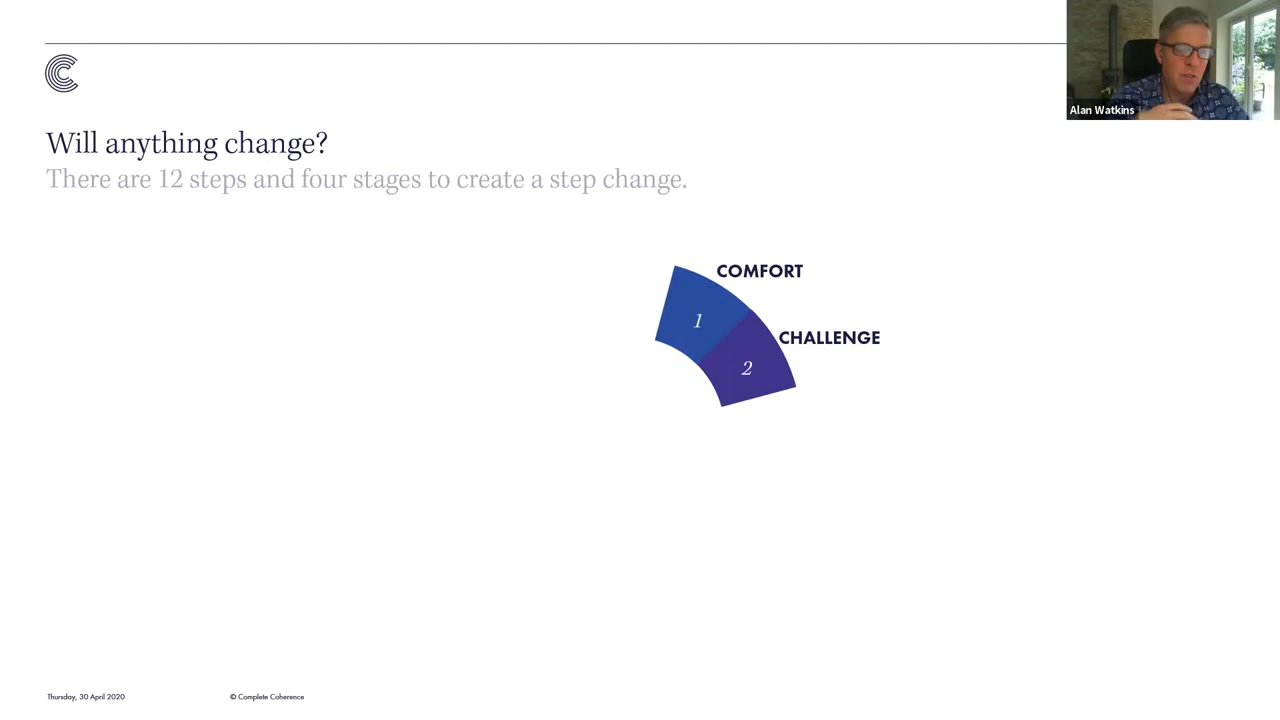 Alan Watkins
Will anything change?
There are 12 steps and four stages to create a step change.
COMFORT
1
CHALLENGE
2
Thursday, 30 April 2020
© Complete Coherence